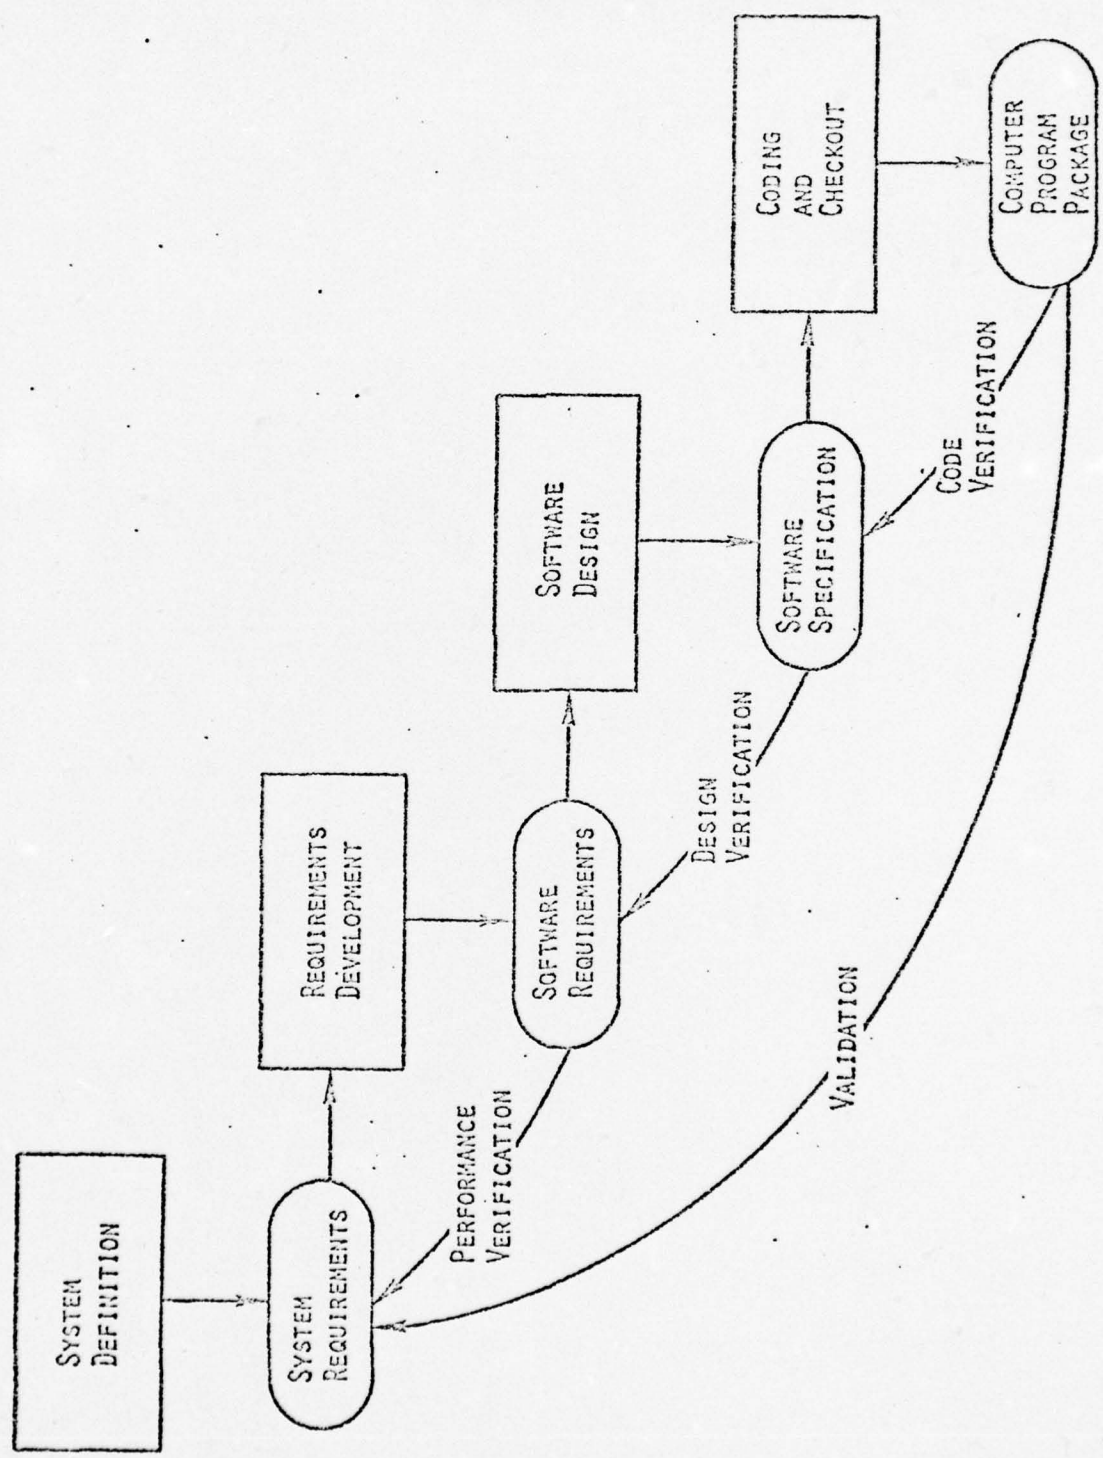 SYSTEM
DEFINITION
SYSTEM
REQUIREMENTS
REQUIREMENTS
DEVELOPMENT
PERFORMANCE
VERIFICATION
SOFTWARE
REQUIREMENTS
SOFTWARE
DESIGN
DESIGN
VERIFICATION
SOFTWARE
SPECIFICATION
CODING
AND
CHECKOUT
CODE
VERIFICATION
COMPUTER
PROGRAM
PACKAGE
VALIDATION